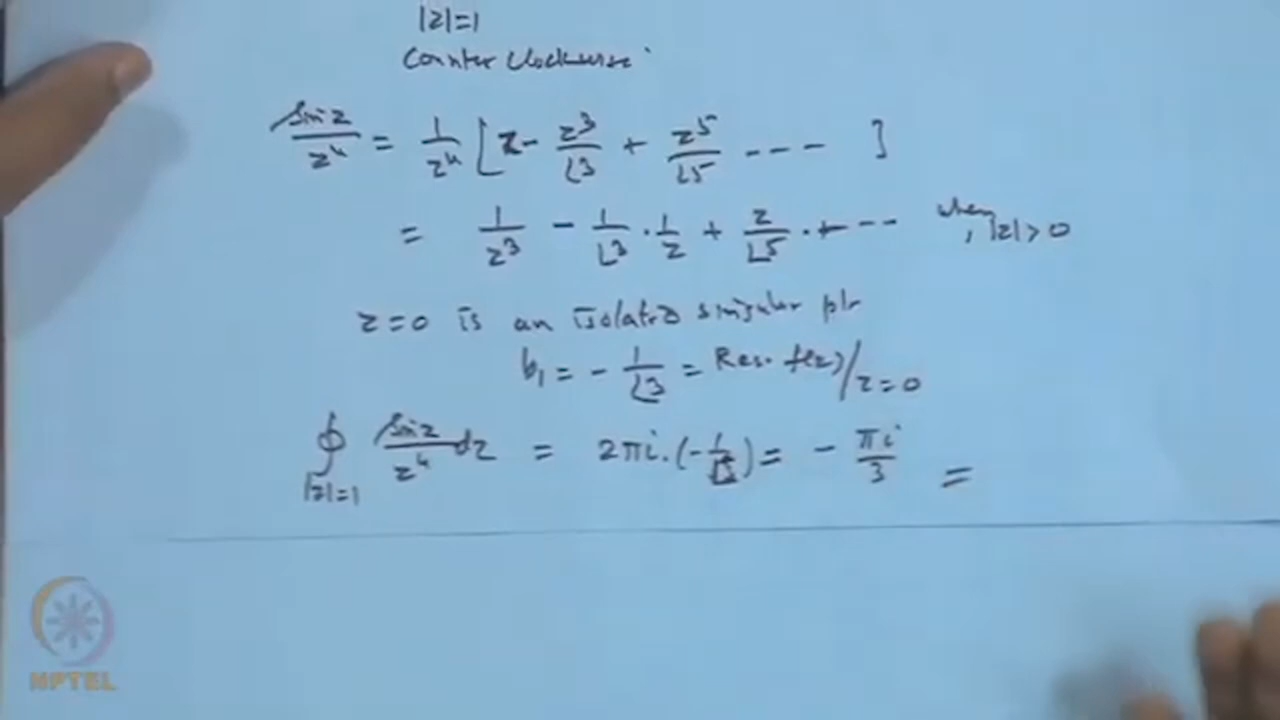 |z|=1
Counter clockwise
sin z / z^4 = 1/z^4 [z - z^3/⌊3 + z^5/⌊5 --- ]
= 1/z^3 - 1/⌊3 · 1/z + z/⌊5 · + --- when, |z|>0
z=0 is an isolated singular pt
b_1 = - 1/⌊3 = Res. f(z)/z=0
∮_{|z|=1} sin z / z^4 dz = 2πi.(-1/⌊3) = - πi/3 =
NPTEL